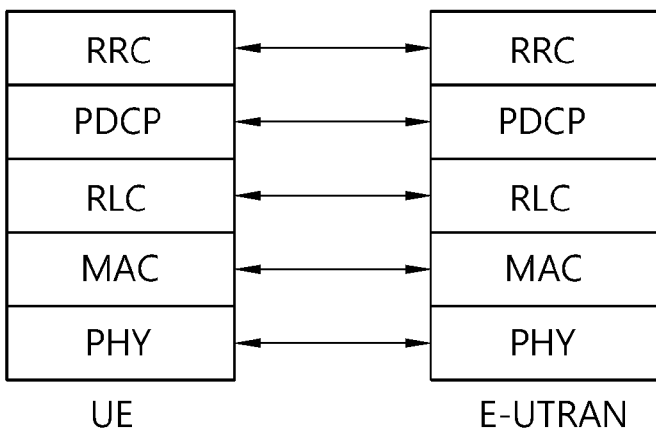 RRC RRC
PDCP PDCP
RLC RLC
MAC MAC
PHY PHY
UE E-UTRAN